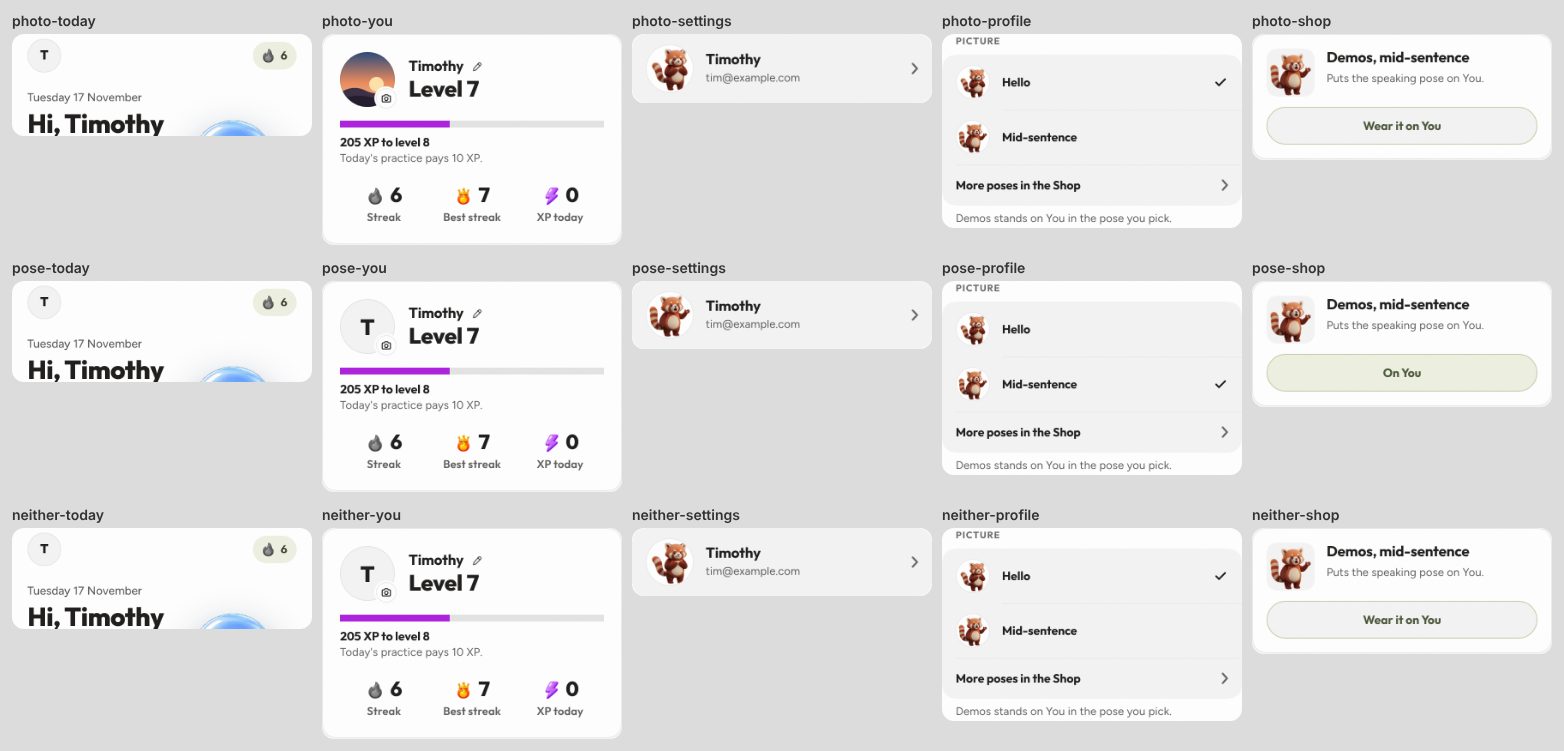 photo-today
T
6
Tuesday 17 November
Hi, Timothy
photo-you
Timothy
Level 7
205 XP to level 8
Today's practice pays 10 XP.
6
7
0
Streak
Best streak
XP today
photo-settings
Timothy
tim@example.com
photo-profile
PICTURE
Hello
Mid-sentence
More poses in the Shop
Demos stands on You in the pose you pick.
photo-shop
Demos, mid-sentence
Puts the speaking pose on You.
Wear it on You
pose-today
T
6
Tuesday 17 November
Hi, Timothy
pose-you
T
Timothy
Level 7
205 XP to level 8
Today's practice pays 10 XP.
6
7
0
Streak
Best streak
XP today
pose-settings
Timothy
tim@example.com
pose-profile
PICTURE
Hello
Mid-sentence
More poses in the Shop
Demos stands on You in the pose you pick.
pose-shop
Demos, mid-sentence
Puts the speaking pose on You.
On You
neither-today
T
6
Tuesday 17 November
Hi, Timothy
neither-you
T
Timothy
Level 7
205 XP to level 8
Today's practice pays 10 XP.
6
7
0
Streak
Best streak
XP today
neither-settings
Timothy
tim@example.com
neither-profile
PICTURE
Hello
Mid-sentence
More poses in the Shop
Demos stands on You in the pose you pick.
neither-shop
Demos, mid-sentence
Puts the speaking pose on You.
Wear it on You